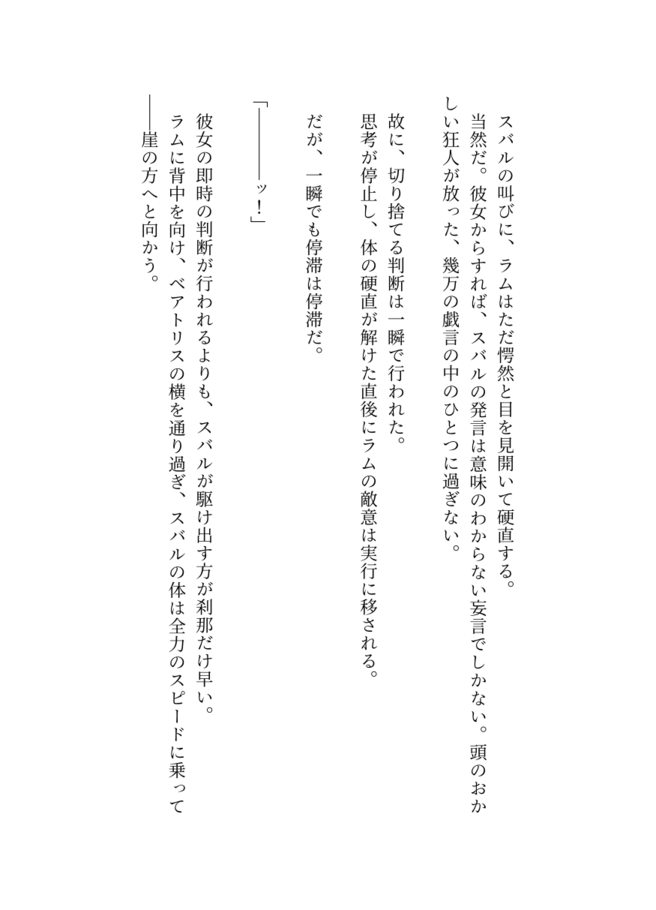 スバルの叫びに、ラムはただ愕然と目を見開いて硬直する。
当然だ。彼女からすれば、スバルの発言は意味のわからない妄言でしかない。頭のおか
しい狂人が放った、幾万の戯言の中のひとつに過ぎない。
故に、切り捨てる判断は一瞬で行われた。
思考が停止し、体の硬直が解けた直後にラムの敵意は実行に移される。
だが、一瞬でも停滞は停滞だ。
「――――ッ！」
彼女の即時の判断が行われるよりも、スバルが駆け出す方が刹那だけ早い。
ラムに背中を向け、ベアトリスの横を通り過ぎ、スバルの体は全力のスピードに乗って
――崖の方へと向かう。